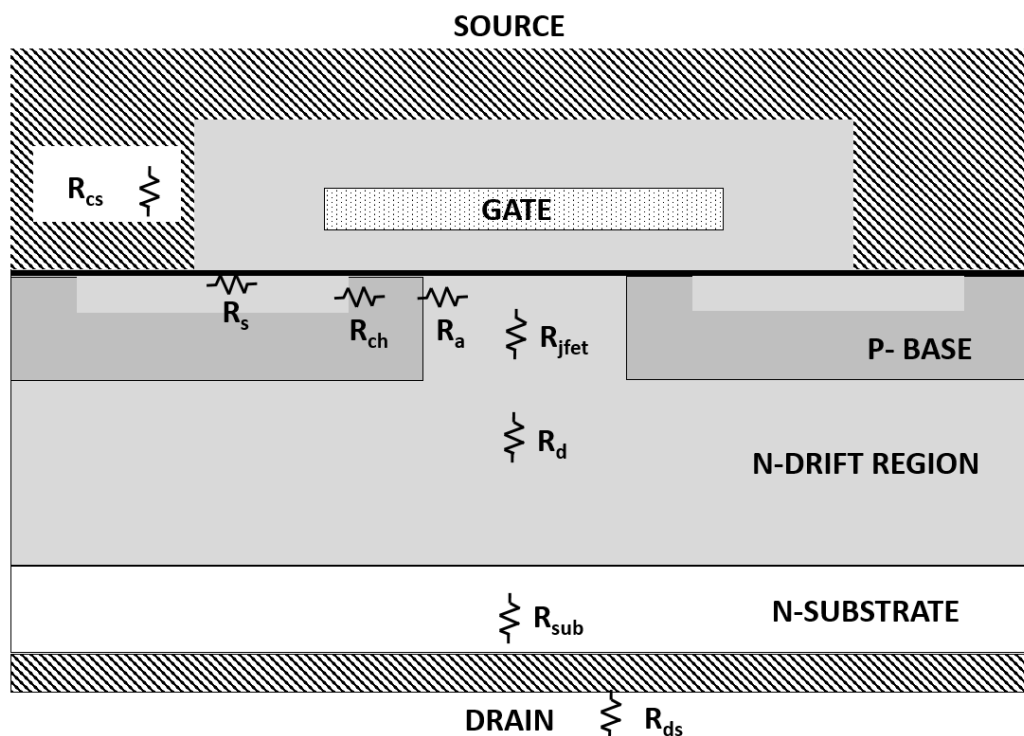 SOURCE
Rcs
GATE
Rs
Rch
Ra
Rjfet
P- BASE
Rd
N-DRIFT REGION
Rsub
N-SUBSTRATE
DRAIN
Rds